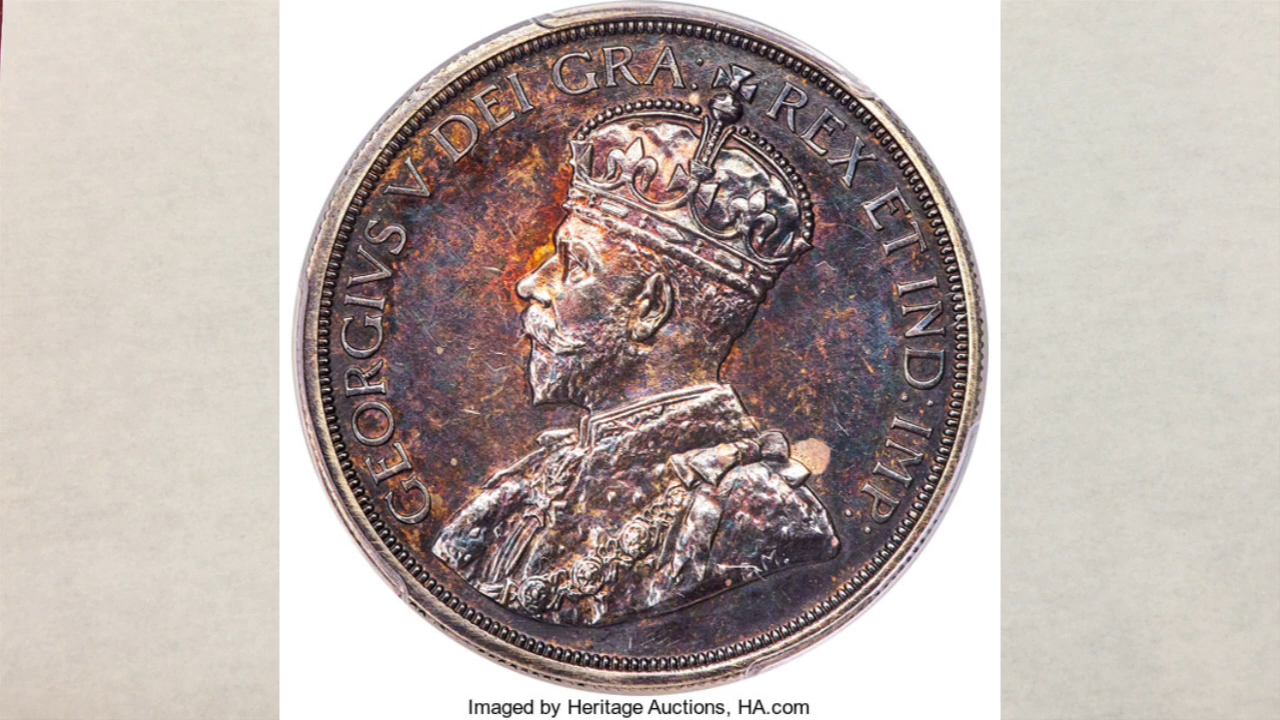 GEORGIVS V DEI GRA: REX ET IND: IMP:
A.M.
Imaged by Heritage Auctions, HA.com